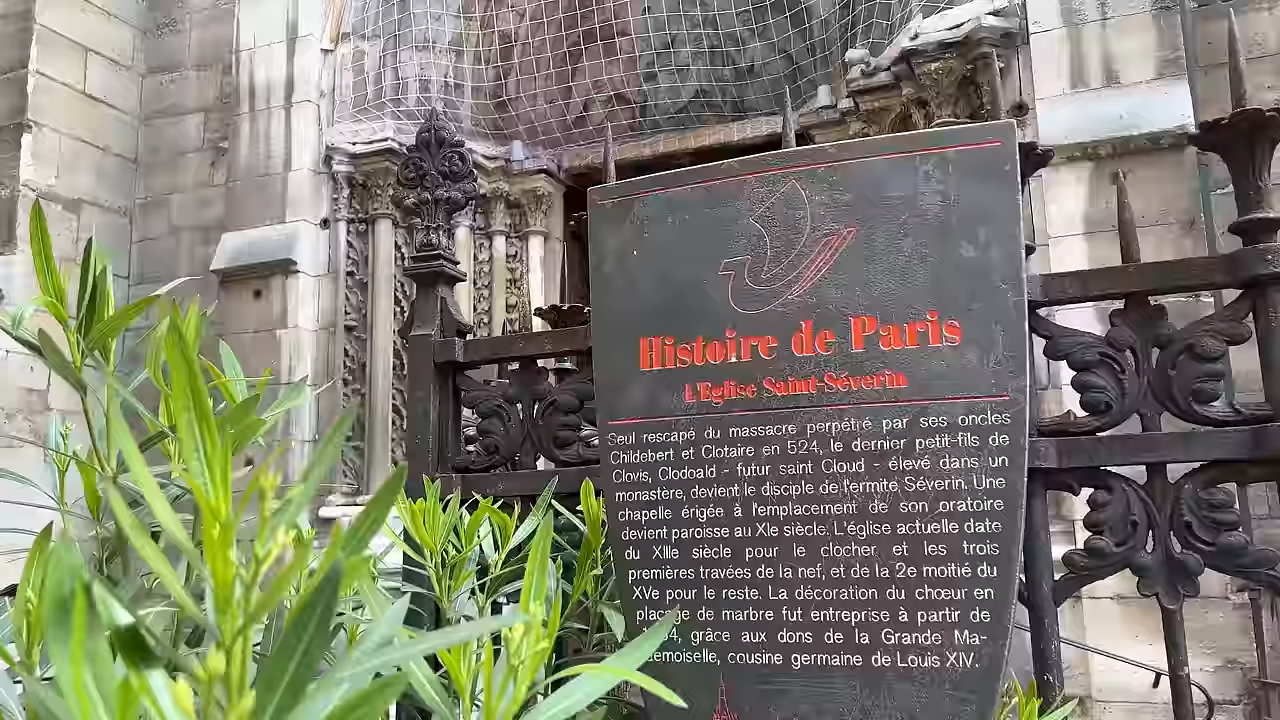 Histoire de Paris
L'Eglise Saint-Séverin
Seul rescapé du massacre perpétré par ses oncles
Childebert et Clotaire en 524, le dernier petit-fils de
Clovis, Clodoald - futur saint Cloud - élevé dans un
monastère, devient le disciple de l'ermite Séverin. Une
chapelle érigée à l'emplacement de son oratoire
devient paroisse au XIe siècle. L'église actuelle date
du XIIIe siècle pour le clocher et les trois
premières travées de la nef, et de la 2e moitié du
XVe pour le reste. La décoration du chœur en
placage de marbre fut entreprise à partir de
84, grâce aux dons de la Grande Ma-
demoiselle, cousine germaine de Louis XIV.